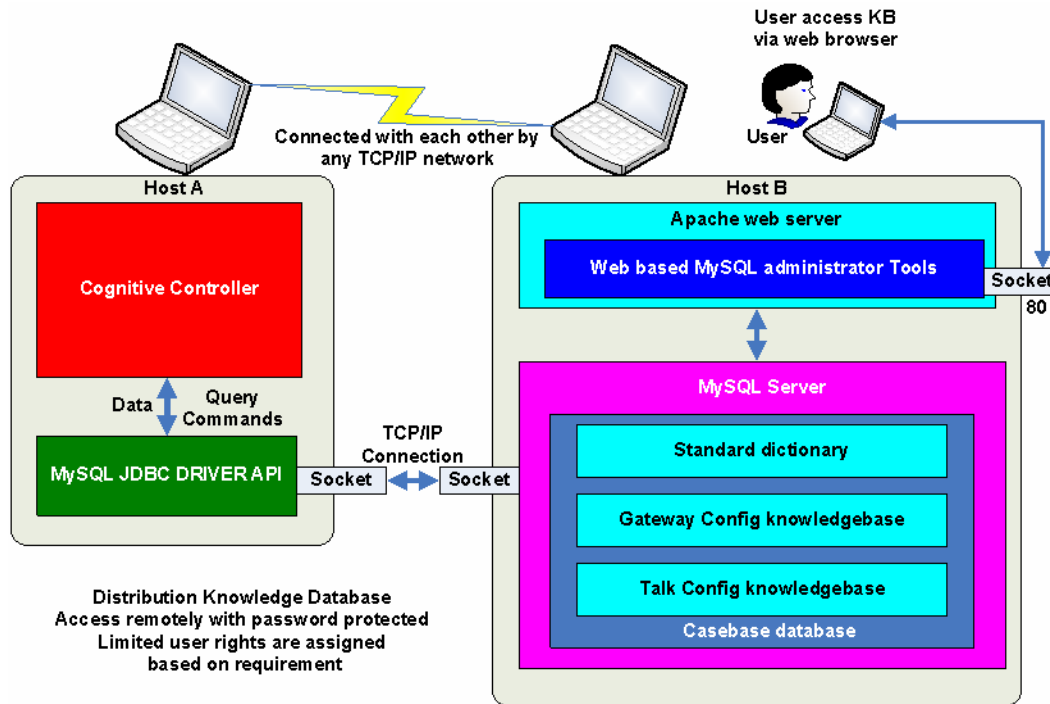 User access KB
via web browser
User
Connected with each other by
any TCP/IP network
Host A
Cognitive Controller
Data
Query
Commands
MySQL JDBC DRIVER API
Socket
TCP/IP
Connection
Socket
Host B
Apache web server
Web based MySQL administrator Tools
Socket
80
MySQL Server
Standard dictionary
Gateway Config knowledgebase
Talk Config knowledgebase
Casebase database
Distribution Knowledge Database
Access remotely with password protected
Limited user rights are assigned
based on requirement